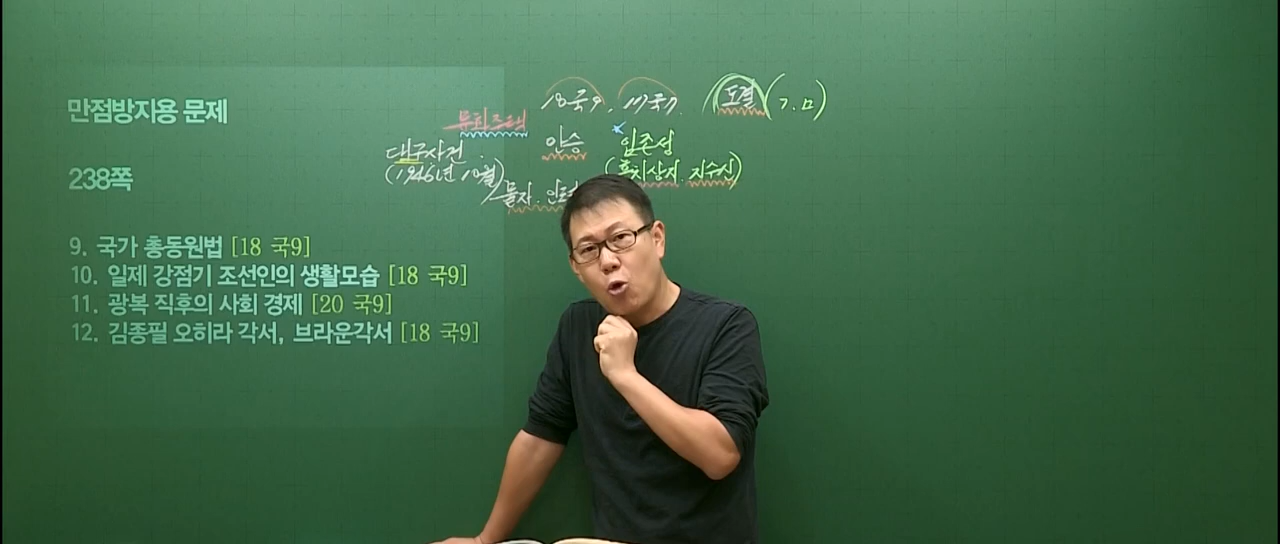 만점방지용 문제
238쪽
9. 국가 총동원법 [18 국9]
10. 일제 강점기 조선인의 생활모습 [18 국9]
11. 광복 직후의 사회 경제 [20 국9]
12. 김종필 오히라 각서, 브라운각서 [18 국9]
18국9, 17국7. (도결)(ㄱ.ㅁ)
대구사건. 안승 임존성
(1946년 10월) (흑치상지. 지수신)
돌자.